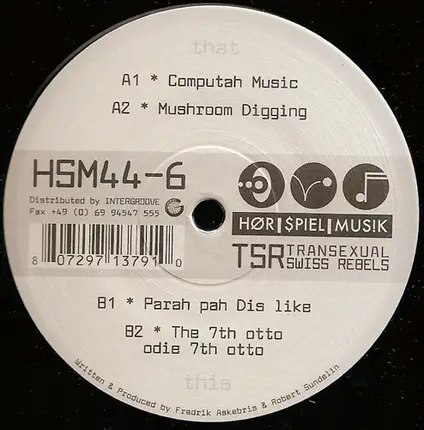 that
A1 * Computah Music
A2 * Mushroom Digging
HSM44-6
Distributed by INTERGROOVE
Fax +49 (0) 69 94547 555
HØR!$PIEL!MUS!K
TSR TRANSEXUAL
SWISS REBELS
8 07297 13791 0
B1 * Parah pah Dis like
B2 * The 7th otto
odie 7th otto
this
Written & Produced by Fredrik Askebris & Robert Sundelin